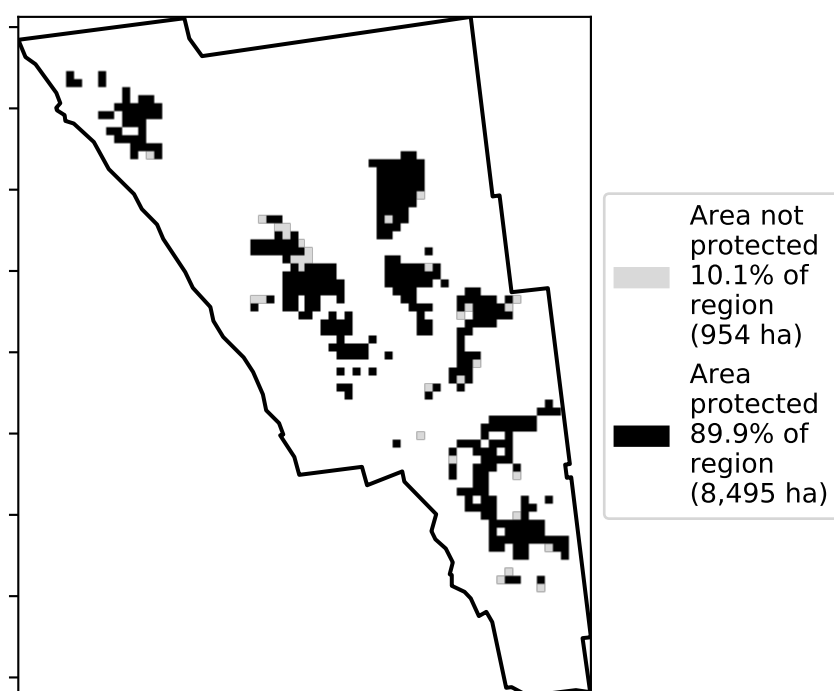 Area not
protected
10.1% of
region
(954 ha)
Area
protected
89.9% of
region
(8,495 ha)